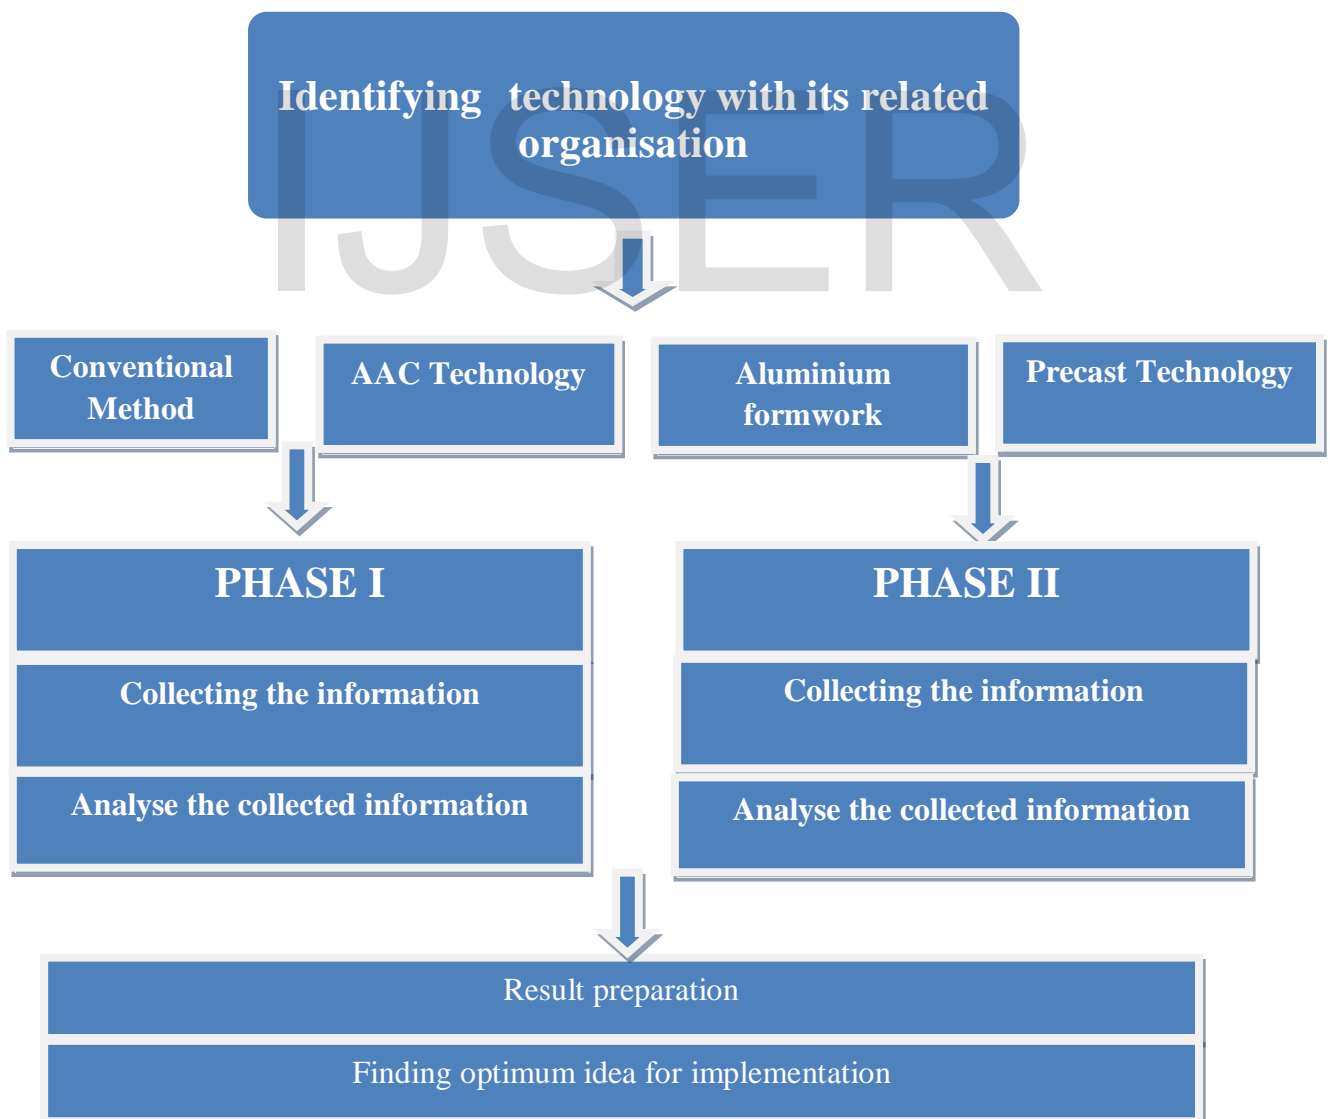 Identifying technology with its related
organisation
IJSER
Conventional
Method
AAC Technology
Aluminium
formwork
Precast Technology
PHASE I
Collecting the information
Analyse the collected information
PHASE II
Collecting the information
Analyse the collected information
Result preparation
Finding optimum idea for implementation